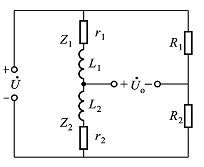 Z₁ r₁
R₁
L₁
+ U̇ −
+ U̇ₒ −
L₂
R₂
Z₂ r₂